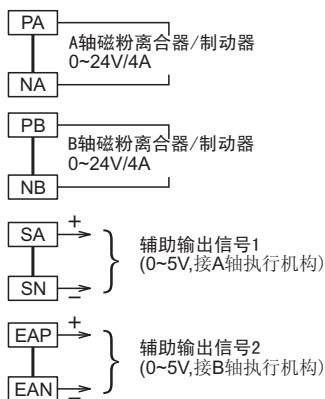 PA
A轴磁粉离合器/制动器
0~24V/4A
NA
PB
B轴磁粉离合器/制动器
0~24V/4A
NB
SA +
辅助输出信号1
(0~5V,接A轴执行机构)
SN −
EAP +
辅助输出信号2
(0~5V,接B轴执行机构)
EAN −